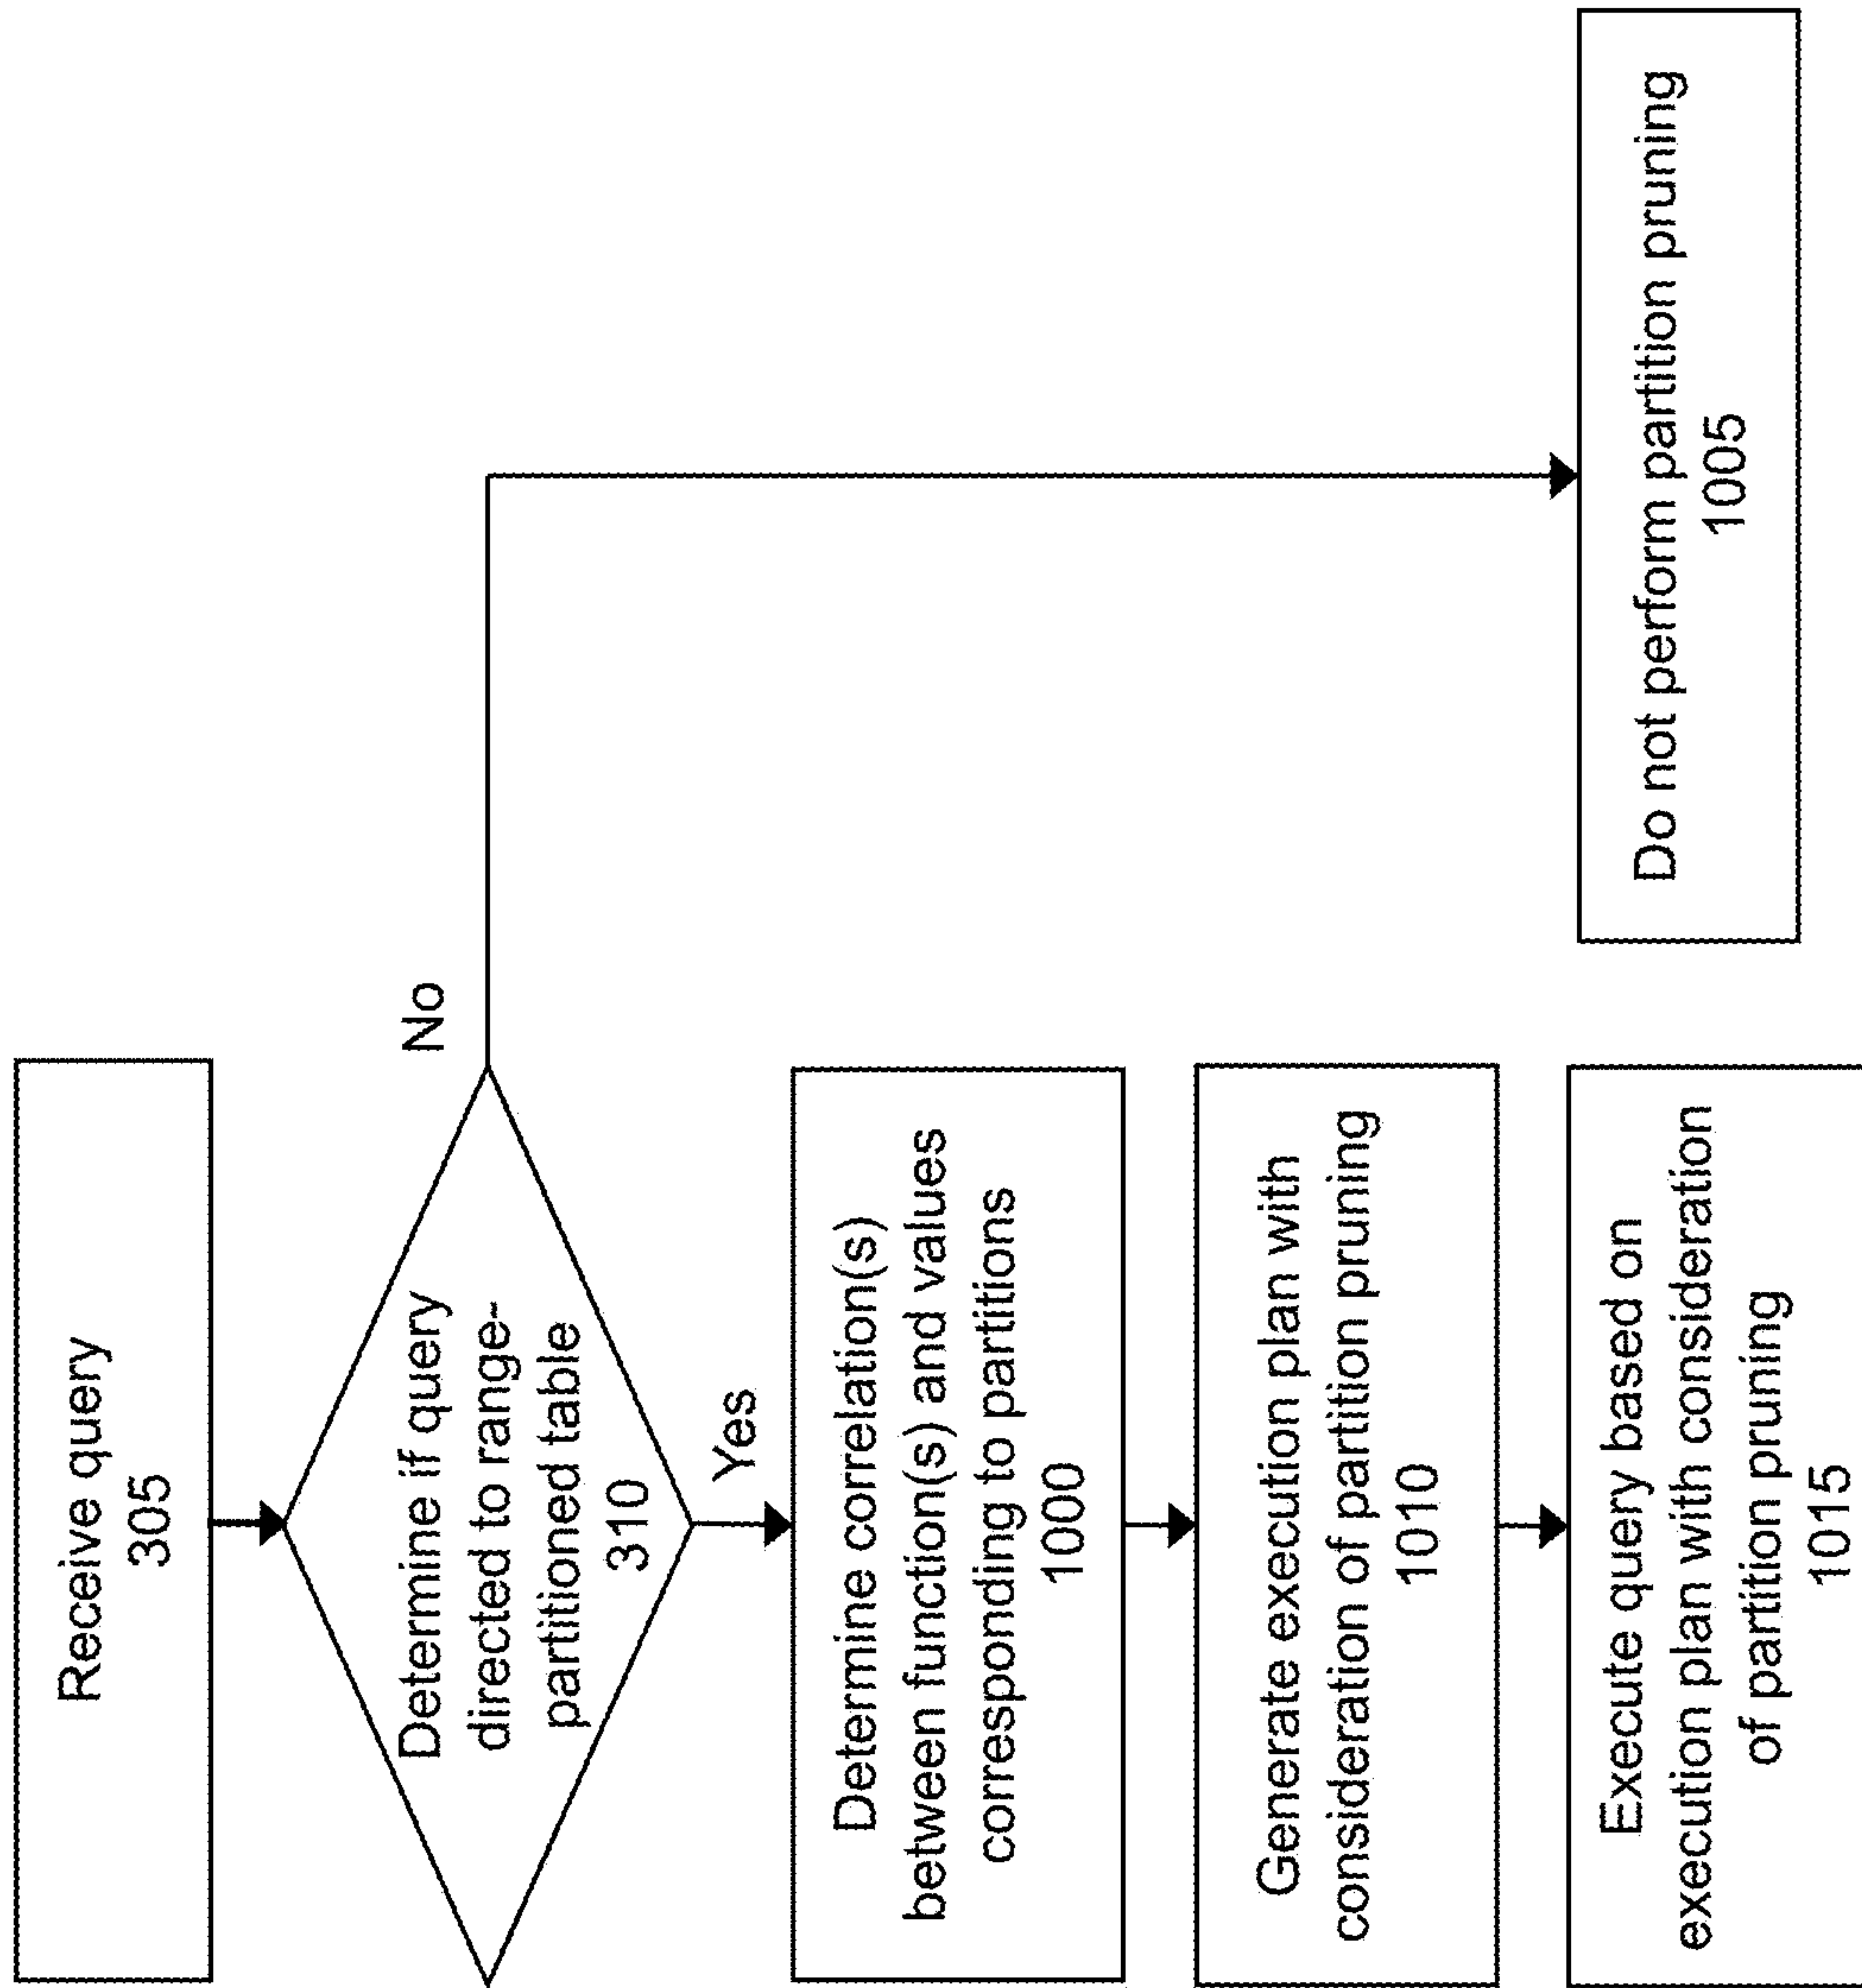 Receive query
305
Determine if query
directed to range-
partitioned table
310
No
Yes
Determine correlation(s)
between function(s) and values
corresponding to partitions
1000
Generate execution plan with
consideration of partition pruning
1010
Execute query based on
execution plan with consideration
of partition pruning
1015
Do not perform partition pruning
1005